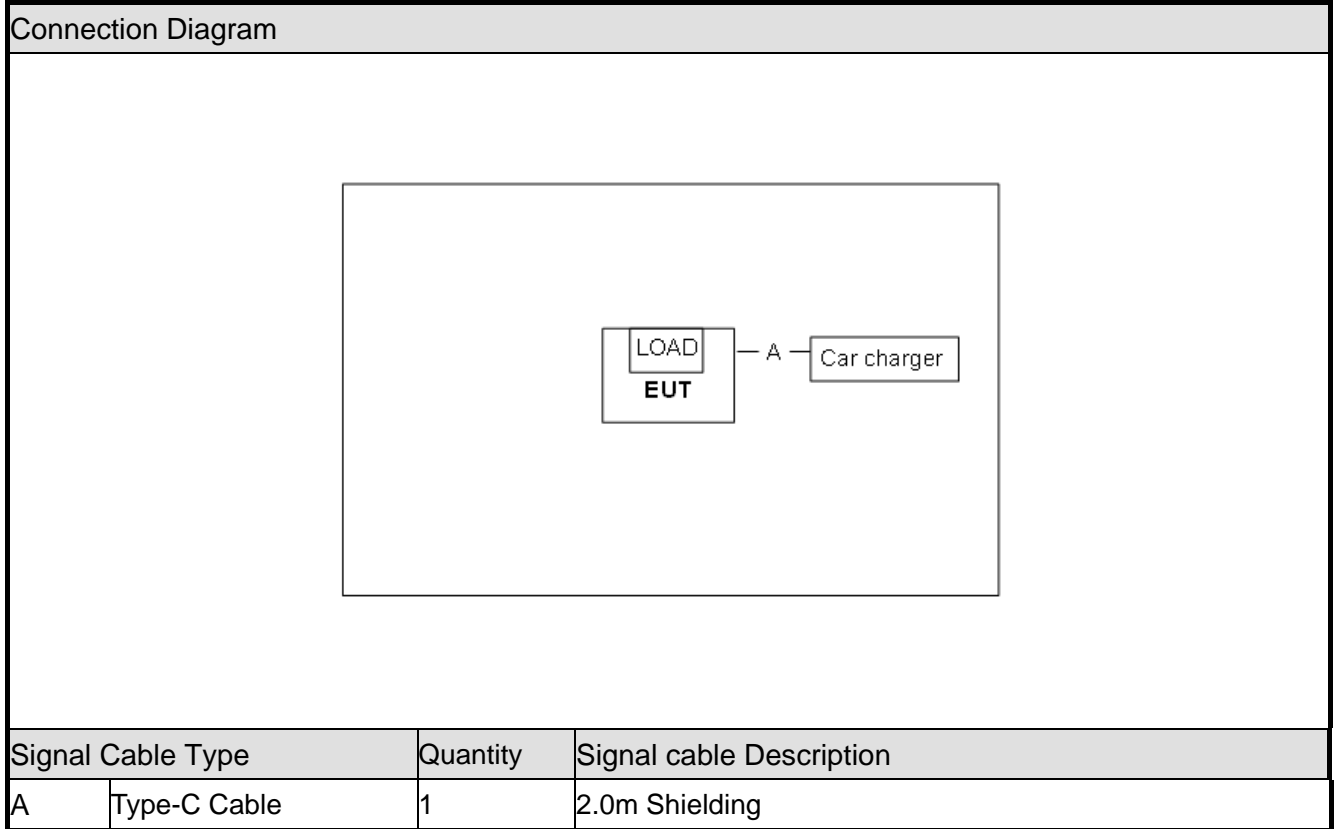 Connection Diagram
LOAD
EUT
A
Car charger
Signal Cable Type Quantity Signal cable Description
A Type-C Cable 1 2.0m Shielding